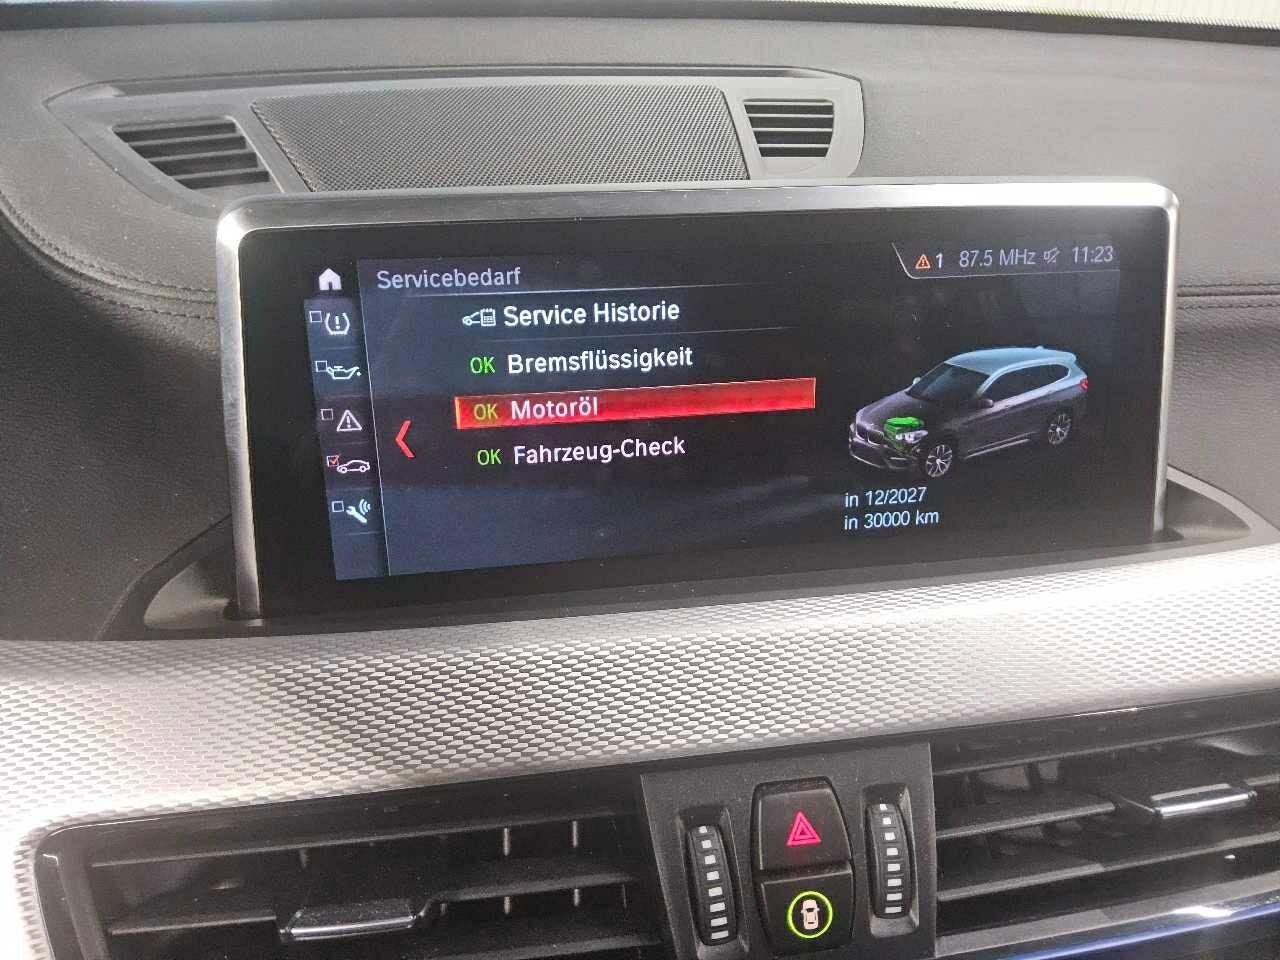 Servicebedarf
1 87.5 MHz 11:23
Service Historie
OK Bremsflüssigkeit
OK Motoröl
OK Fahrzeug-Check
in 12/2027
in 30000 km